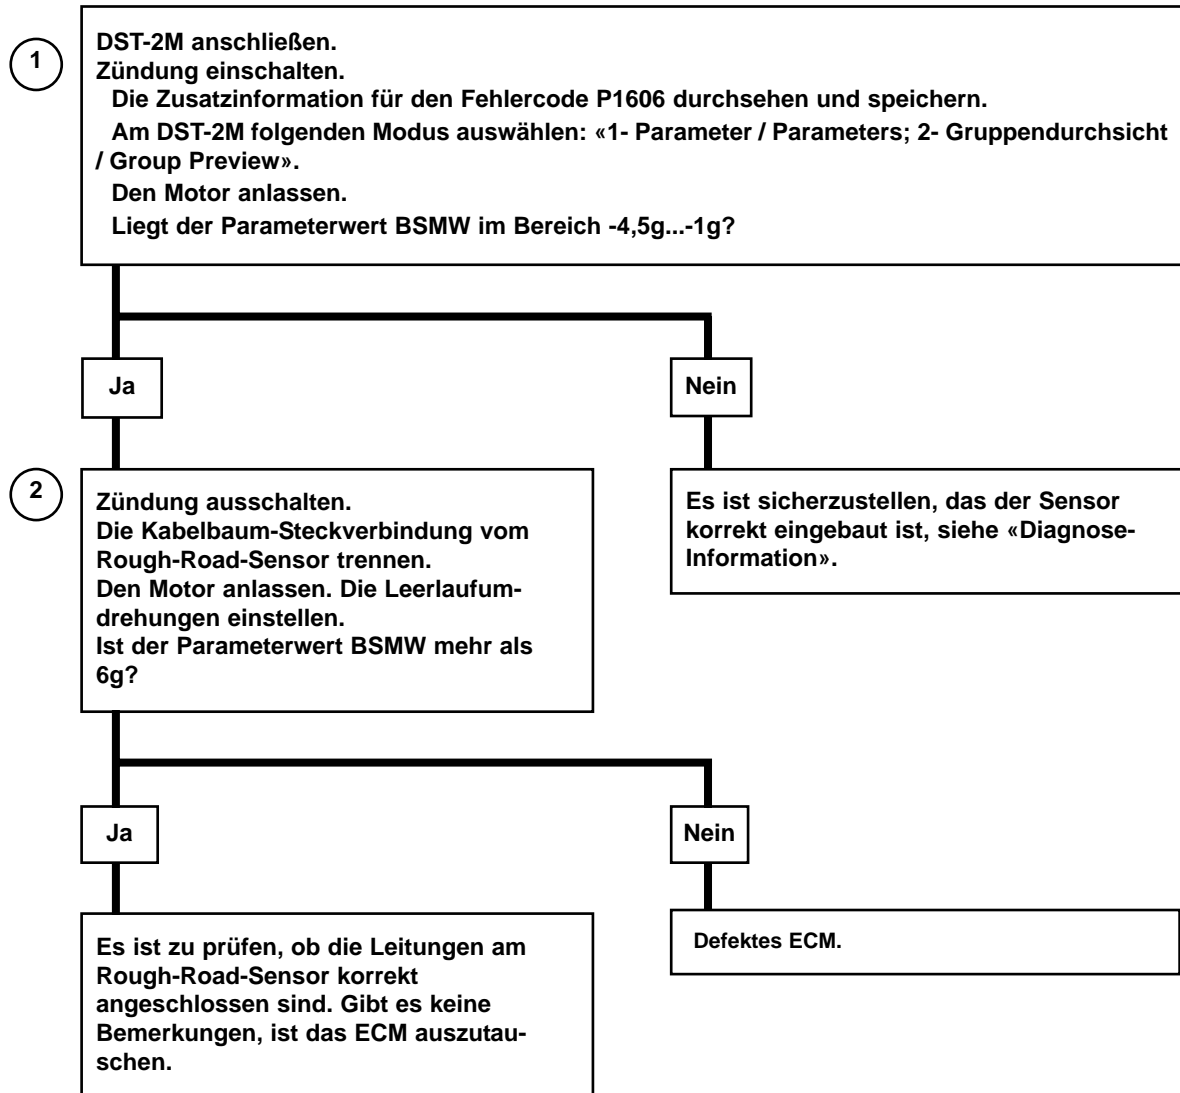 1
DST-2M anschließen.
Zündung einschalten.
Die Zusatzinformation für den Fehlercode P1606 durchsehen und speichern.
Am DST-2M folgenden Modus auswählen: «1- Parameter / Parameters; 2- Gruppendurchsicht
/ Group Preview».
Den Motor anlassen.
Liegt der Parameterwert BSMW im Bereich -4,5g...-1g?
Ja
Nein
2
Zündung ausschalten.
Die Kabelbaum-Steckverbindung vom
Rough-Road-Sensor trennen.
Den Motor anlassen. Die Leerlaufum-
drehungen einstellen.
Ist der Parameterwert BSMW mehr als
6g?
Es ist sicherzustellen, das der Sensor
korrekt eingebaut ist, siehe «Diagnose-
Information».
Ja
Nein
Es ist zu prüfen, ob die Leitungen am
Rough-Road-Sensor korrekt
angeschlossen sind. Gibt es keine
Bemerkungen, ist das ECM auszutau-
schen.
Defektes ECM.